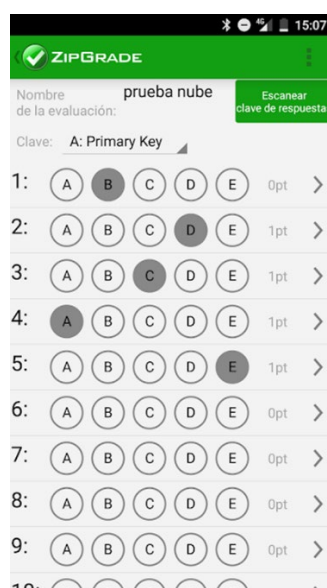 4G 15:07
ZIPGRADE
Nombre de la evaluación: prueba nube
Escanear clave de respuesta
Clave: A: Primary Key
1: A B C D E 0pt
2: A B C D E 1pt
3: A B C D E 1pt
4: A B C D E 1pt
5: A B C D E 1pt
6: A B C D E 0pt
7: A B C D E 0pt
8: A B C D E 0pt
9: A B C D E 0pt